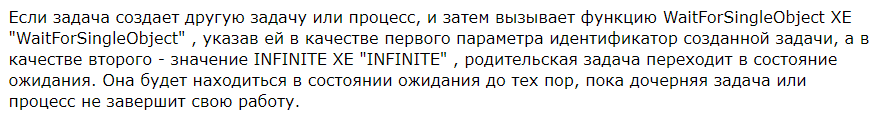 Если задача создает другую задачу или процесс, и затем вызывает функцию WaitForSingleObject XE
"WaitForSingleObject" , указав ей в качестве первого параметра идентификатор созданной задачи, а в
качестве второго - значение INFINITE XE "INFINITE" , родительская задача переходит в состояние
ожидания. Она будет находиться в состоянии ожидания до тех пор, пока дочерняя задача или
процесс не завершит свою работу.